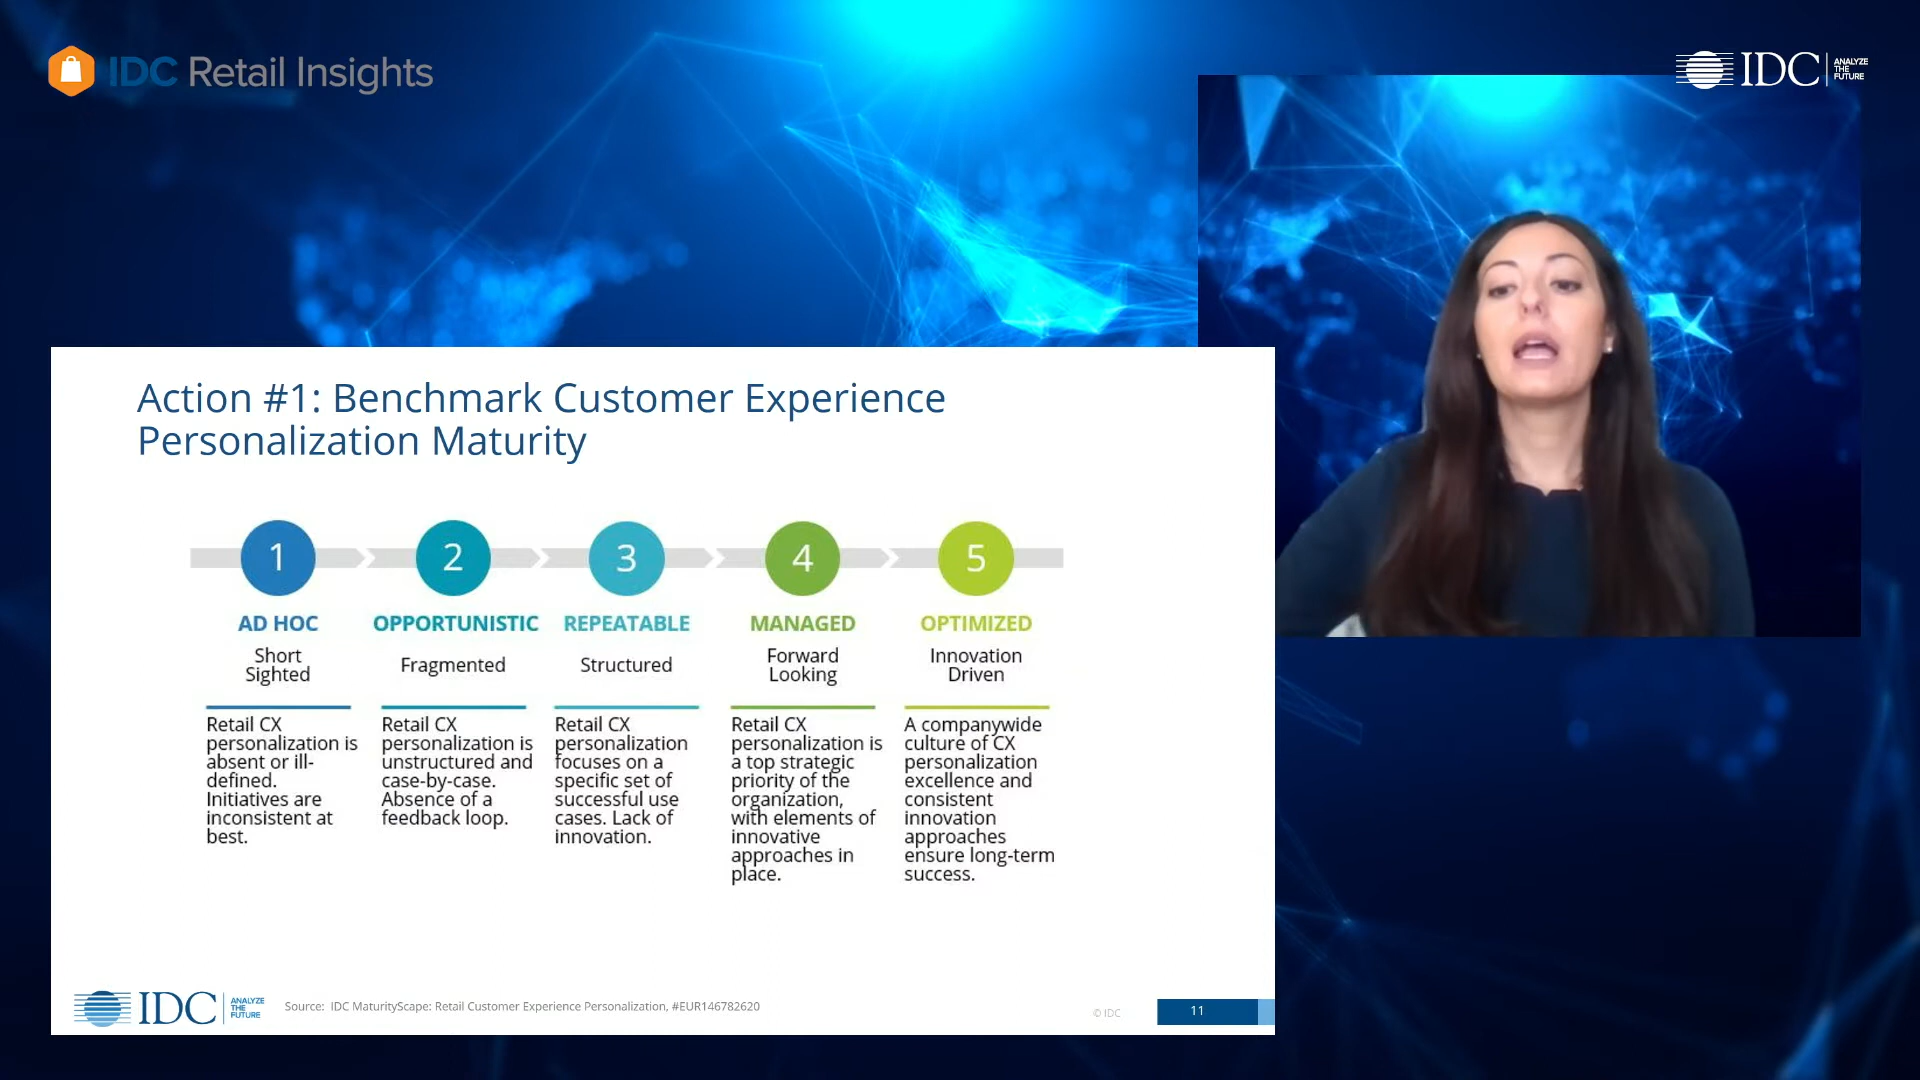 IDC Retail Insights
IDC
ANALYZE
THE
FUTURE
Action #1: Benchmark Customer Experience
Personalization Maturity
1
2
3
4
5
AD HOC
OPPORTUNISTIC
REPEATABLE
MANAGED
OPTIMIZED
Short
Sighted
Fragmented
Structured
Forward
Looking
Innovation
Driven
Retail CX
personalization is
absent or ill-
defined.
Initiatives are
inconsistent at
best.
Retail CX
personalization is
unstructured and
case-by-case.
Absence of a
feedback loop.
Retail CX
personalization
focuses on a
specific set of
successful use
cases. Lack of
innovation.
Retail CX
personalization is
a top strategic
priority of the
organization,
with elements of
innovative
approaches in
place.
A companywide
culture of CX
personalization
excellence and
consistent
innovation
approaches
ensure long-term
success.
IDC
ANALYZE
THE
FUTURE
Source: IDC MaturityScape: Retail Customer Experience Personalization, #EUR146782620
© IDC
11